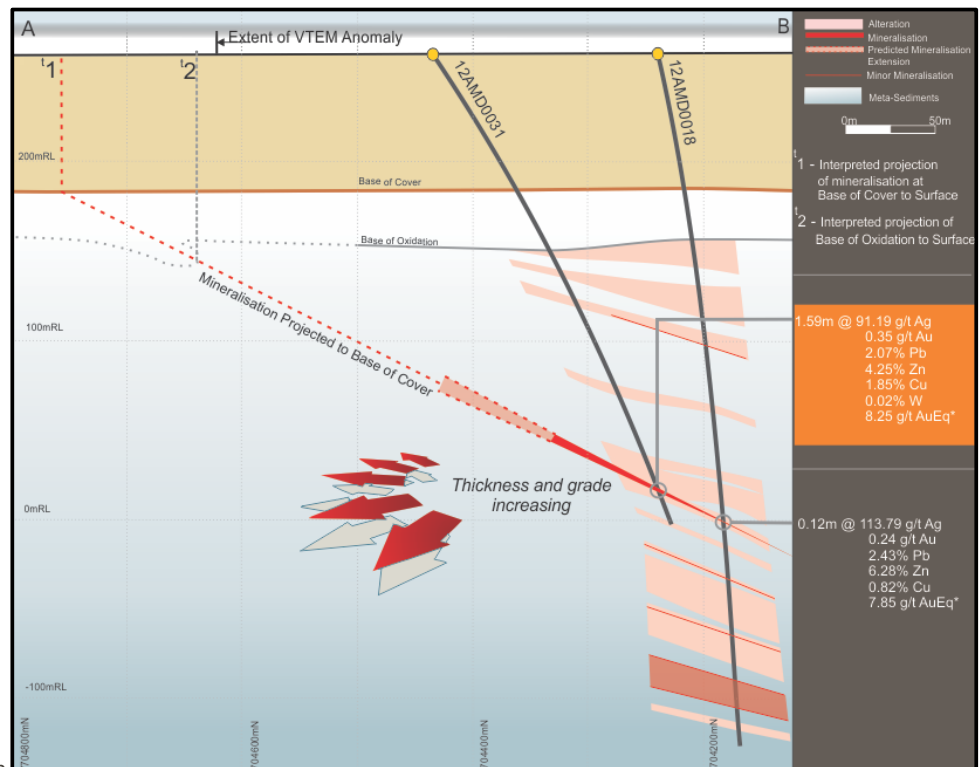 A
Extent of VTEM Anomaly
B
t1
t2
12AMD0031
12AMD0018
200mRL
Base of Cover
Base of Oxidation
Mineralisation Projected to Base of Cover
100mRL
Thickness and grade
increasing
0mRL
-100mRL
704800mN
704600mN
704400mN
704200mN
Alteration
Mineralisation
Predicted Mineralisation
Extension
Minor Mineralisation
Meta-Sediments
0m 50m
t1 - Interpreted projection
of mineralisation at
Base of Cover to Surface
t2 - Interpreted projection of
Base of Oxidation to Surface
1.59m @ 91.19 g/t Ag
0.35 g/t Au
2.07% Pb
4.25% Zn
1.85% Cu
0.02% W
8.25 g/t AuEq*
0.12m @ 113.79 g/t Ag
0.24 g/t Au
2.43% Pb
6.28% Zn
0.82% Cu
7.85 g/t AuEq*